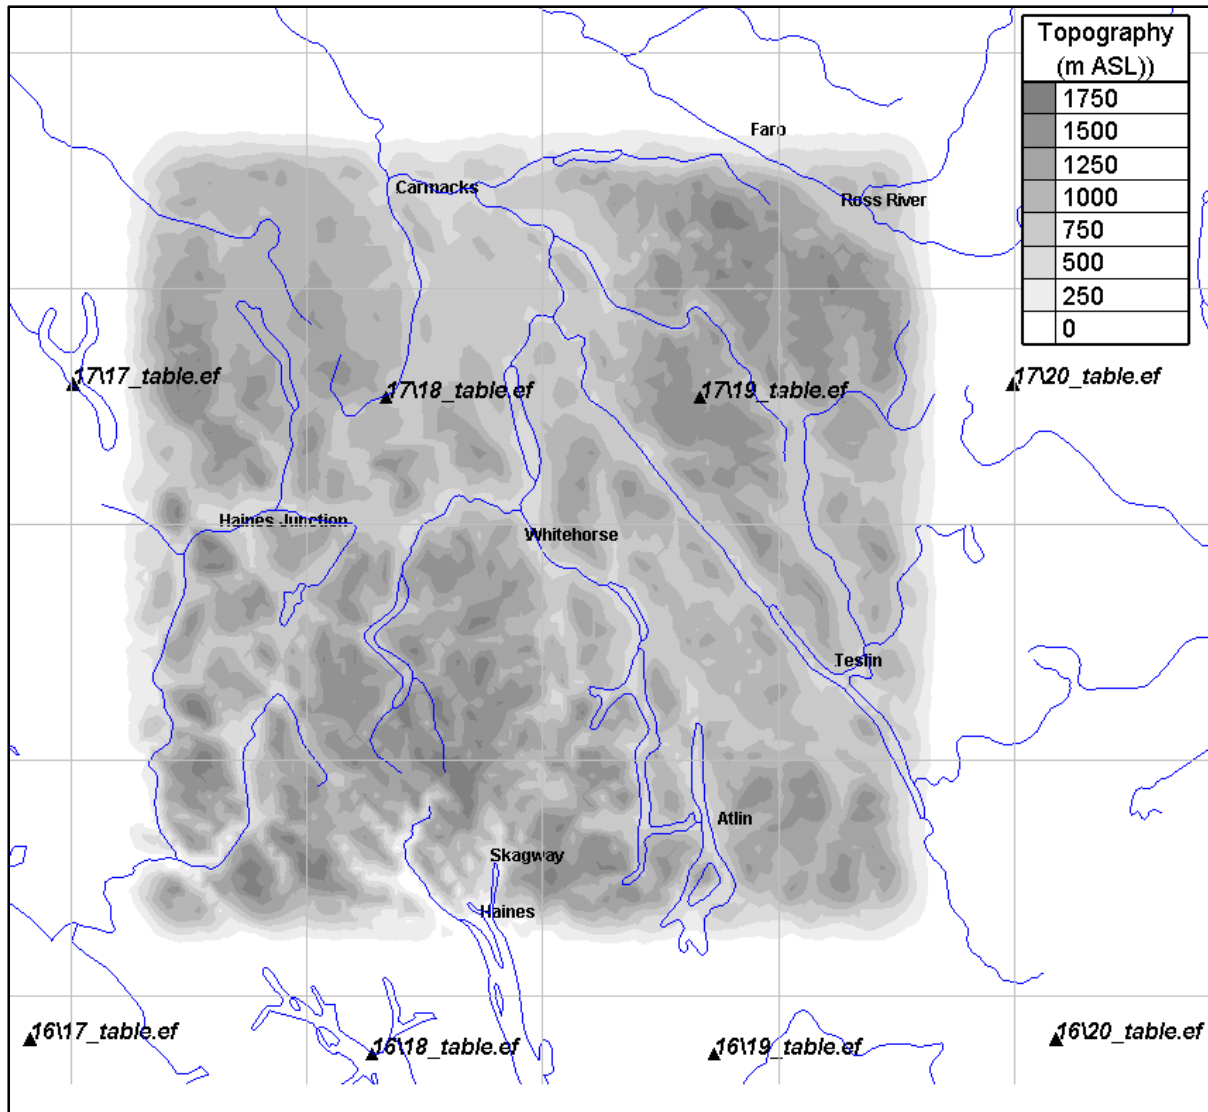 Topography
(m ASL))
1750
1500
1250
1000
750
500
250
0
Faro
Carmacks
Ross River
17\17_table.ef
17\18_table.ef
17\19_table.ef
17\20_table.ef
Haines Junction
Whitehorse
Teslin
Atlin
Skagway
Haines
16\17_table.ef
16\18_table.ef
16\19_table.ef
16\20_table.ef